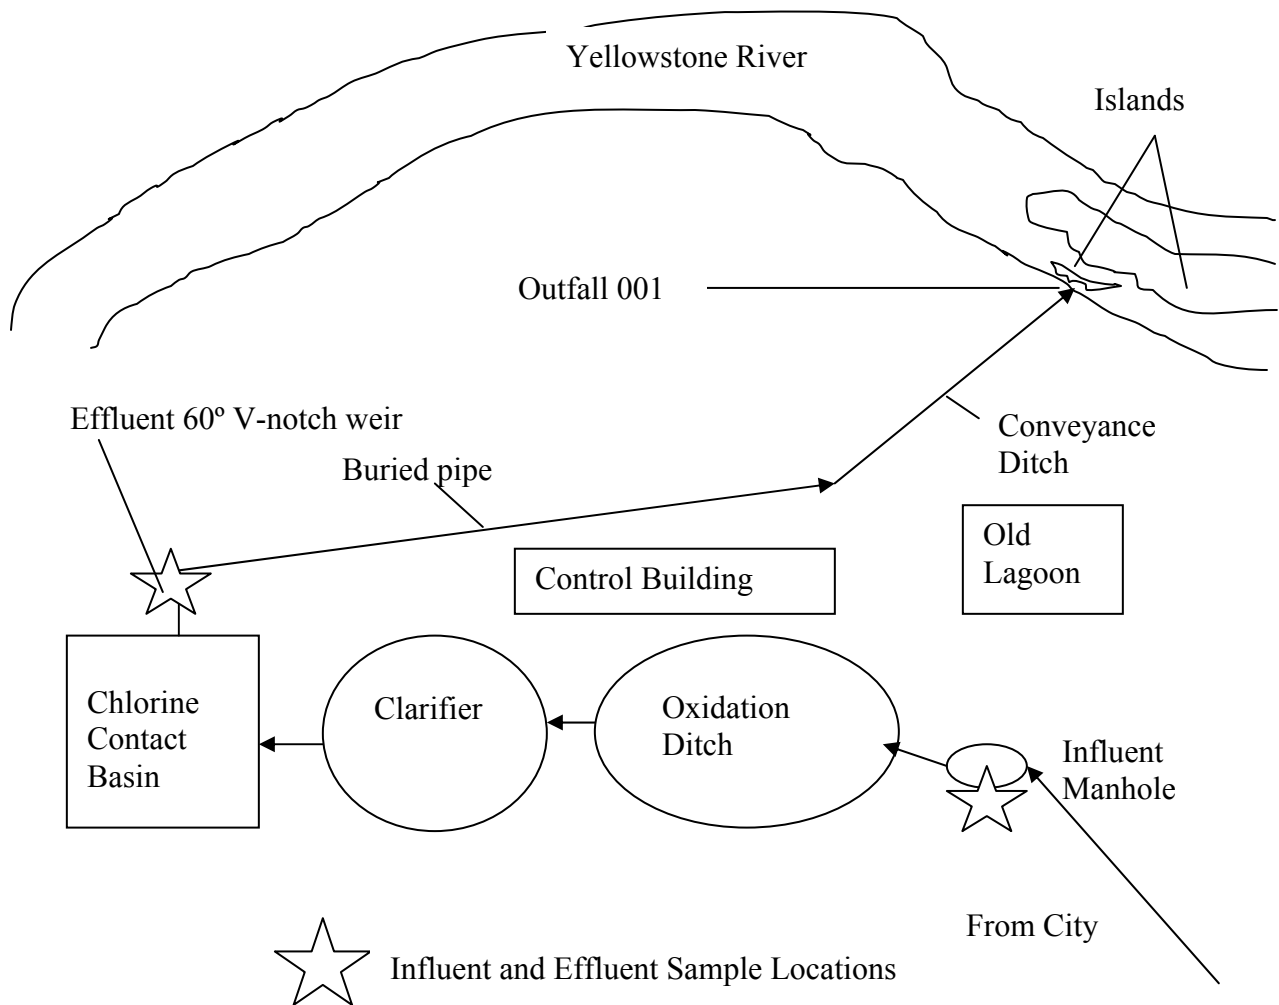 Yellowstone River
Islands
Outfall 001
Effluent 60º V-notch weir
Conveyance
Ditch
Buried pipe
Old
Lagoon
Control Building
Chlorine
Contact
Basin
Clarifier
Oxidation
Ditch
Influent
Manhole
From City
Influent and Effluent Sample Locations